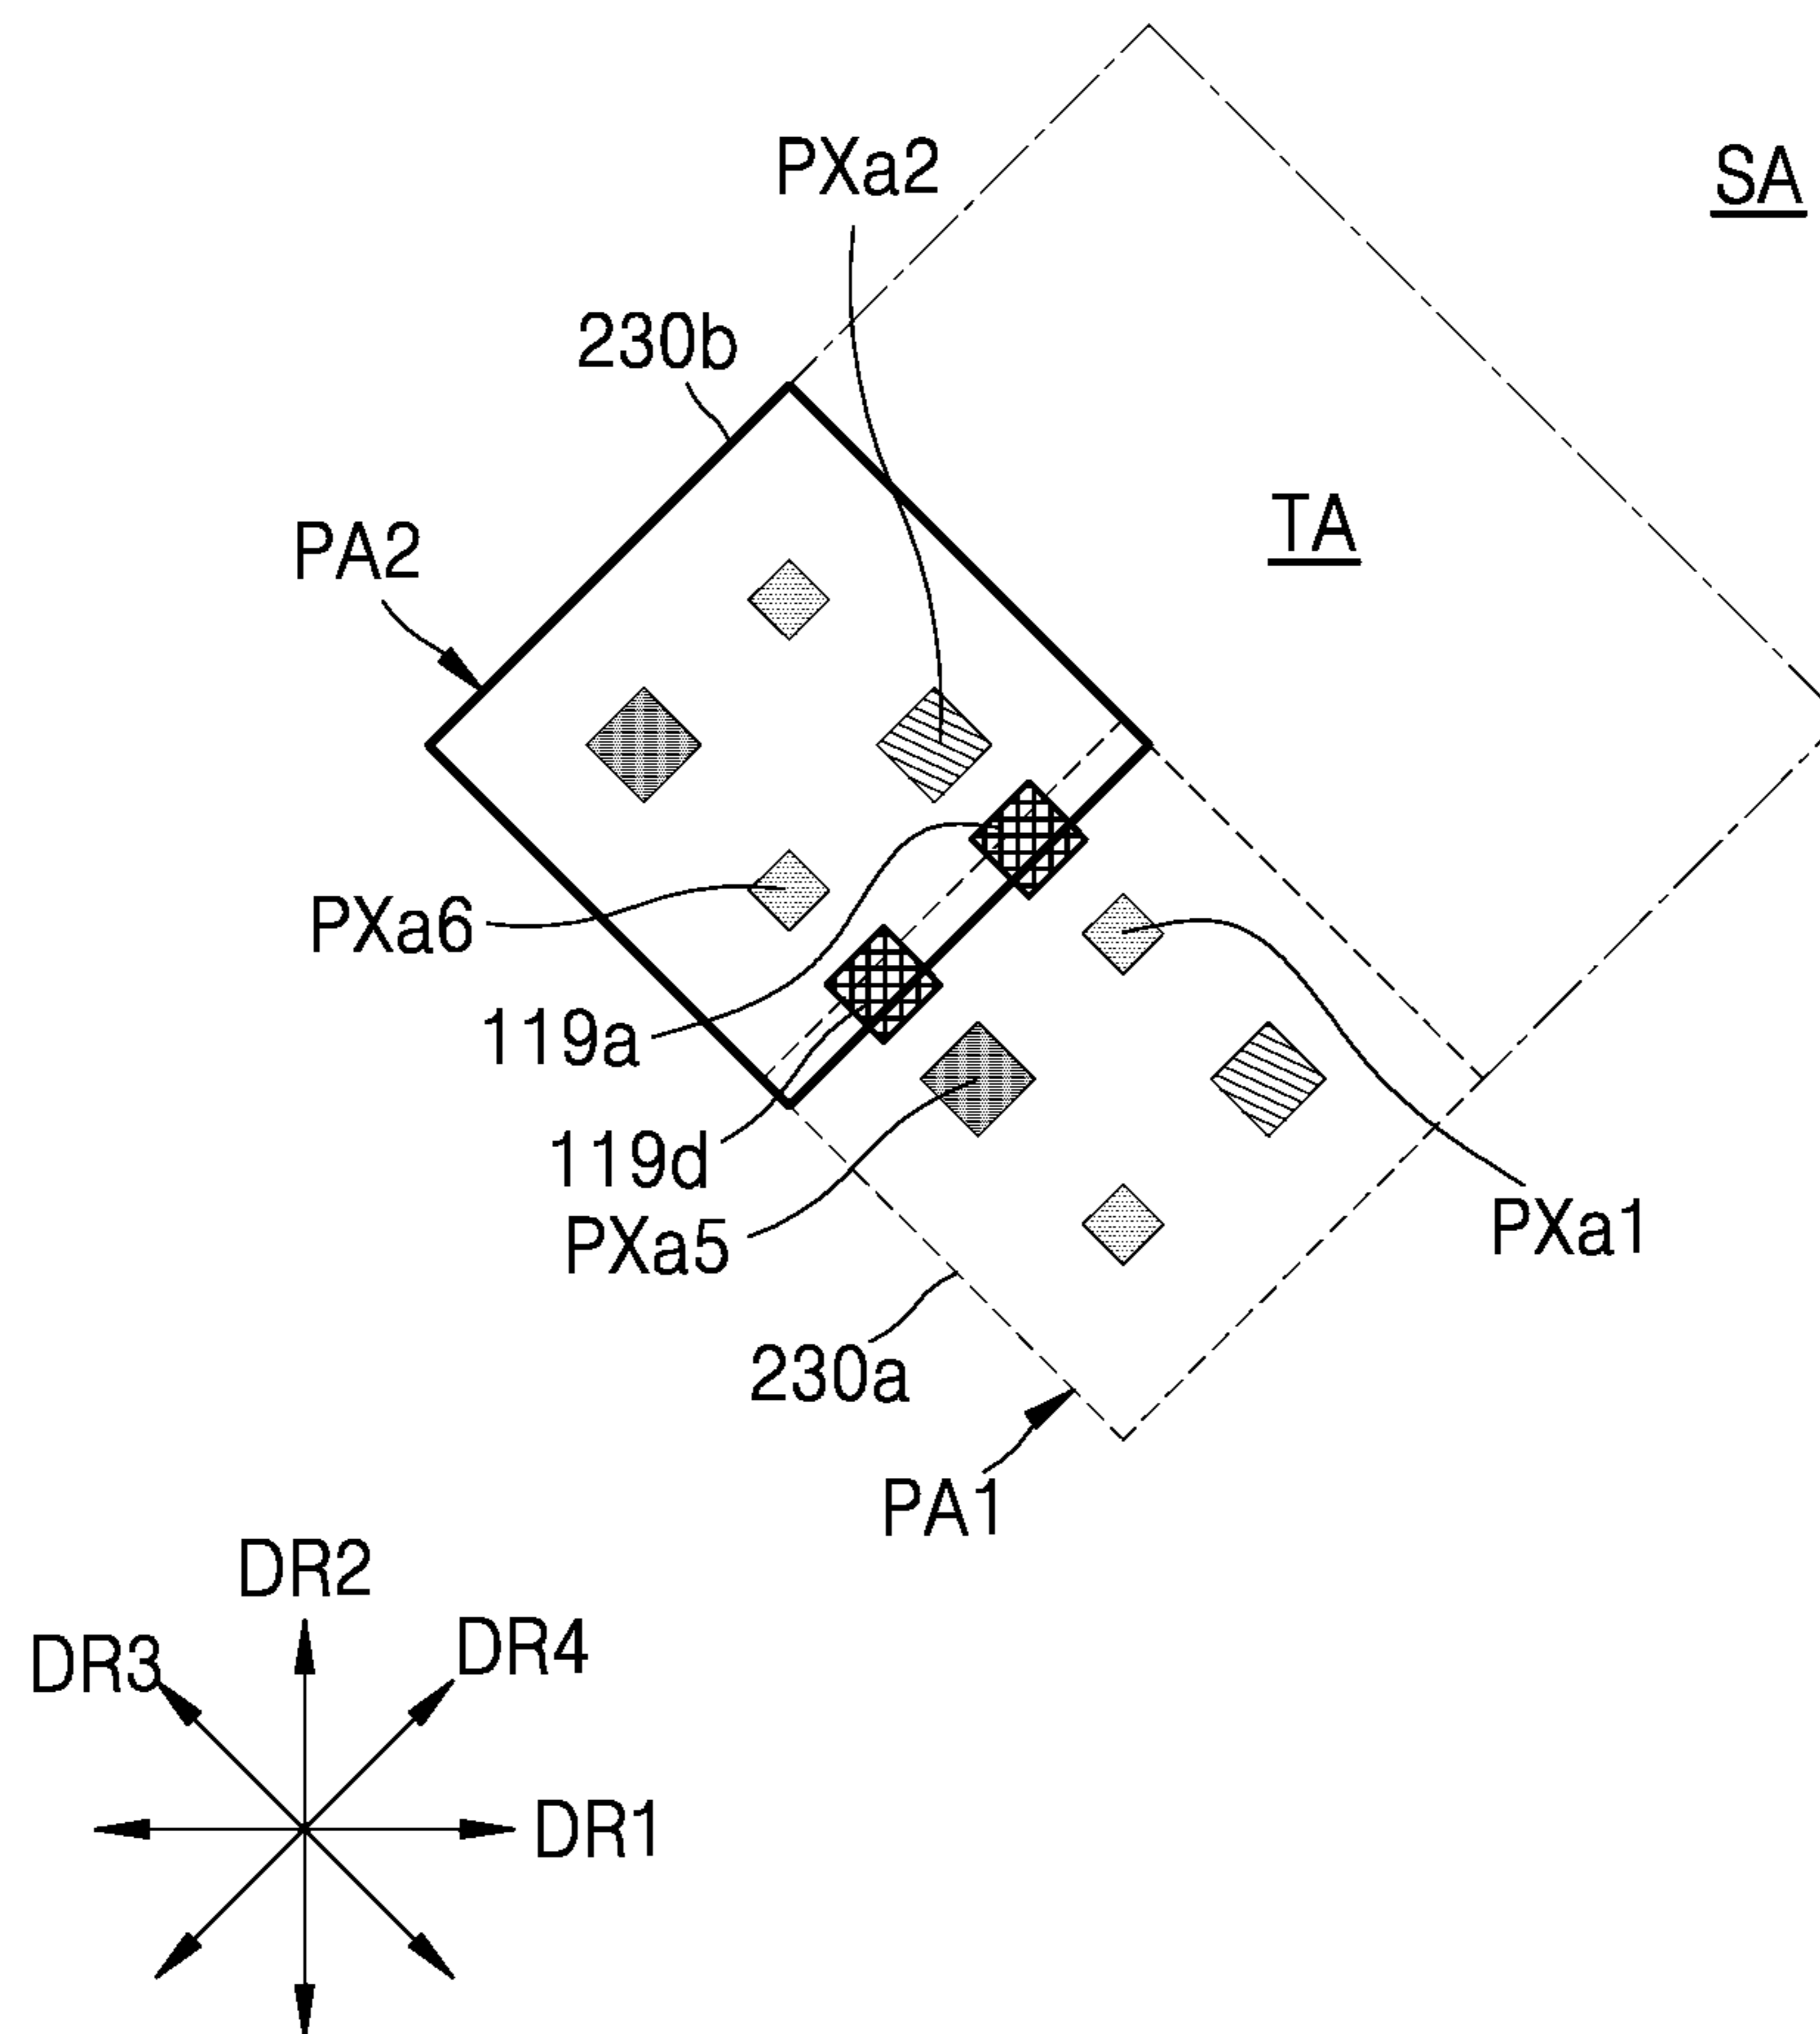 PXa2
SA
230b
TA
PA2
PXa6
119a
119d
PXa5
PXa1
230a
PA1
DR2
DR3
DR4
DR1